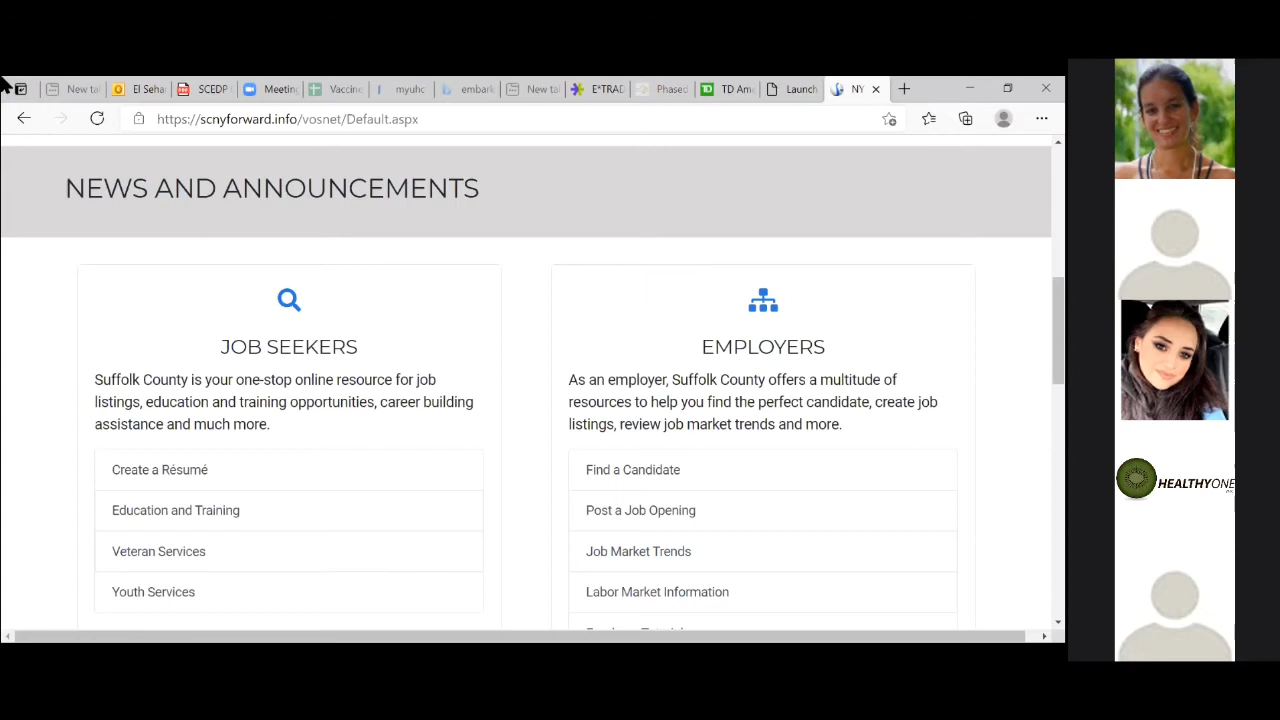 New tal
El Seha
SCEDP
Meeting
Vaccine
myuhc
embark
New tal
E*TRAD
Phased
TD Ame
Launch
NY
https://scnyforward.info/vosnet/Default.aspx
NEWS AND ANNOUNCEMENTS
JOB SEEKERS
Suffolk County is your one-stop online resource for job
listings, education and training opportunities, career building
assistance and much more.
Create a Résumé
Education and Training
Veteran Services
Youth Services
EMPLOYERS
As an employer, Suffolk County offers a multitude of
resources to help you find the perfect candidate, create job
listings, review job market trends and more.
Find a Candidate
Post a Job Opening
Job Market Trends
Labor Market Information
HEALTHYONE